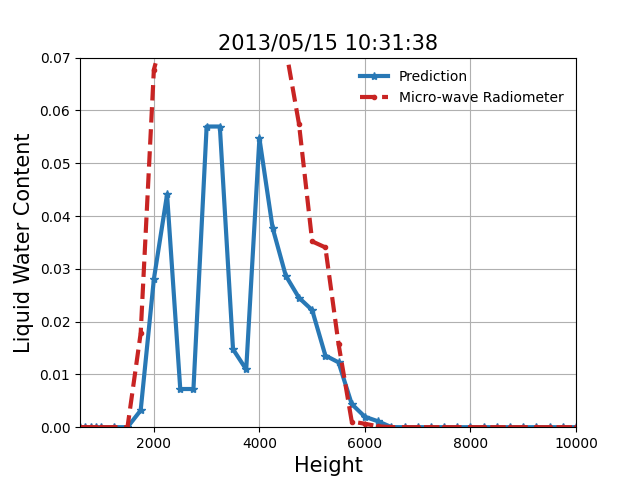 2013/05/15 10:31:38
Prediction
Micro-wave Radiometer
0.07
0.06
0.05
0.04
0.03
0.02
0.01
0.00
Liquid Water Content
2000 4000 6000 8000 10000
Height